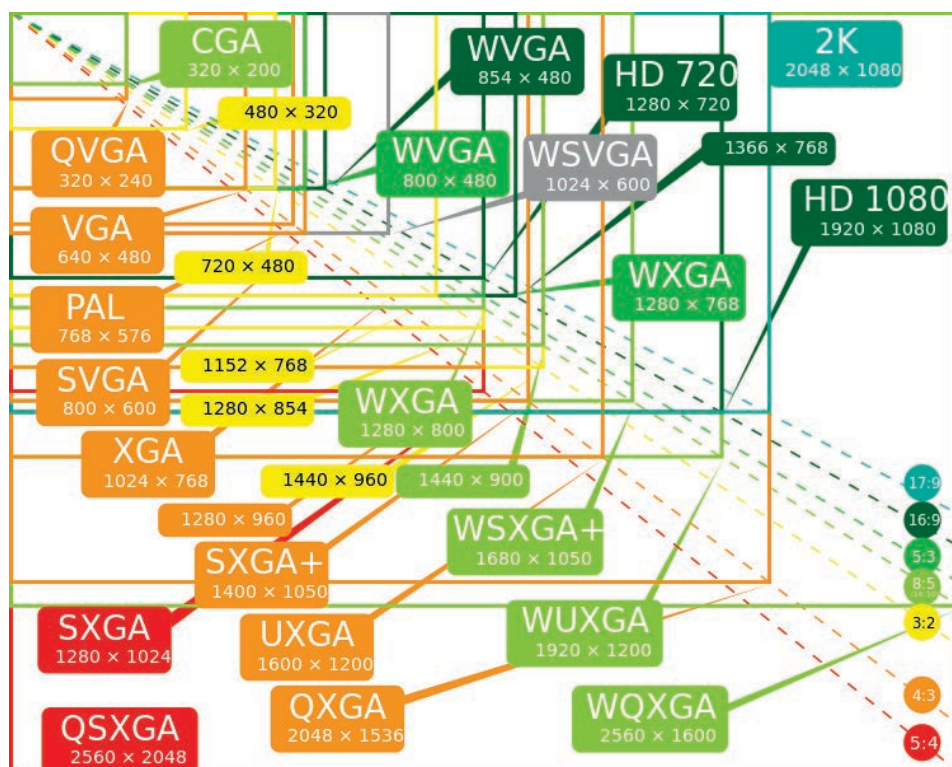 CGA
320 × 200
WVGA
854 × 480
HD 720
1280 × 720
2K
2048 × 1080
480 × 320
QVGA
320 × 240
WVGA
800 × 480
WSVGA
1024 × 600
1366 × 768
HD 1080
1920 × 1080
VGA
640 × 480
720 × 480
WXGA
1280 × 768
PAL
768 × 576
1152 × 768
SVGA
800 × 600
1280 × 854
WXGA
1280 × 800
XGA
1024 × 768
1440 × 960
1440 × 900
17:9
1280 × 960
WSXGA+
1680 × 1050
16:9
SXGA+
1400 × 1050
5:3
8:5
(16:10)
SXGA
1280 × 1024
UXGA
1600 × 1200
WUXGA
1920 × 1200
3:2
QXGA
2048 × 1536
WQXGA
2560 × 1600
4:3
QSXGA
2560 × 2048
5:4